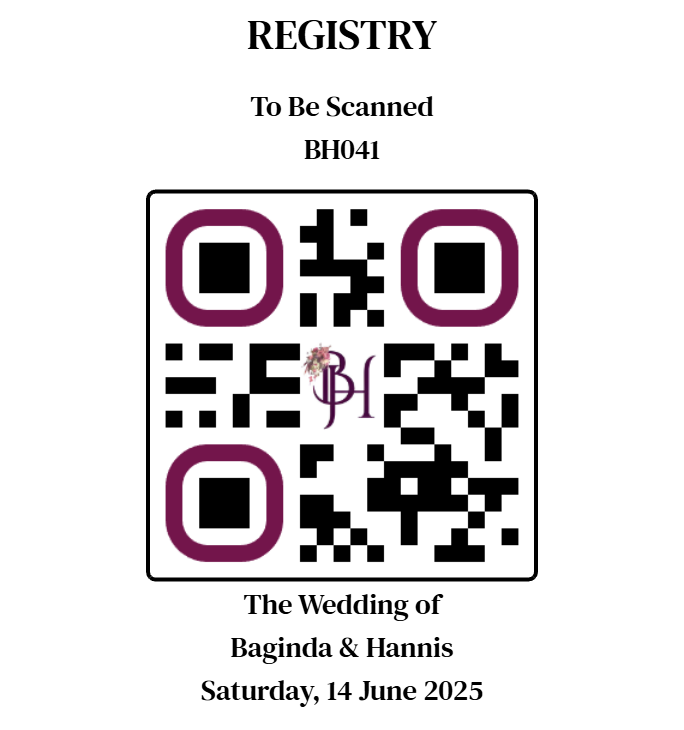 REGISTRY
To Be Scanned
BH041
BH
The Wedding of
Baginda & Hannis
Saturday, 14 June 2025